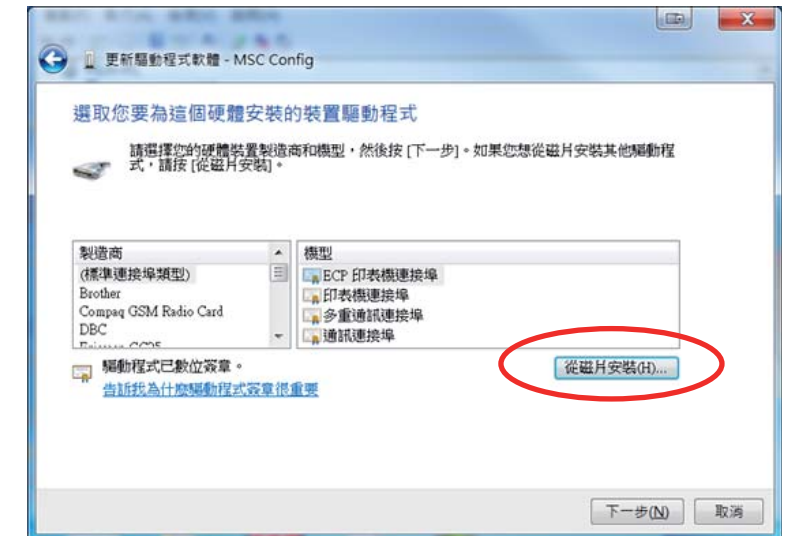 更新驅動程式軟體 - MSC Config
選取您要為這個硬體安裝的裝置驅動程式
請選擇您的硬體裝置製造商和機型，然後按 [下一步]。如果您想從磁片安裝其他驅動程
式，請按 [從磁片安裝]。
製造商
(標準連接埠類型)
Brother
Compaq GSM Radio Card
DBC
機型
ECP 印表機連接埠
印表機連接埠
多重通訊連接埠
通訊連接埠
驅動程式已數位簽章。
告訴我為什麼驅動程式簽章很重要
從磁片安裝(H)...
下一步(N)
取消